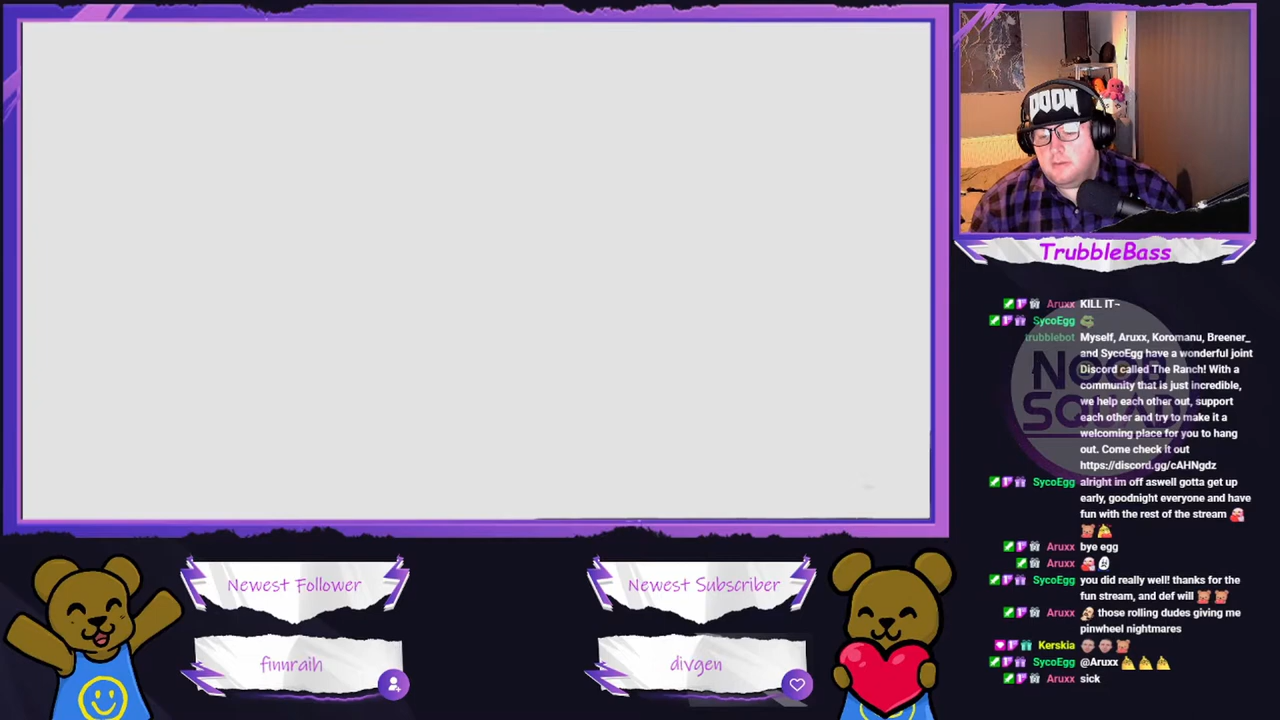 DOOM
TrubbleBass
Aruxx KILL IT~
SycoEgg
trubblebot Myself, Aruxx, Koromanu, Breener_
and SycoEgg have a wonderful joint
Discord called The Ranch! With a
community that is just incredible,
we help each other out, support
each other and try to make it a
welcoming place for you to hang
out. Come check it out
https://discord.gg/cAHNgdz
NOOB
SQUAD
SycoEgg alright im off aswell gotta get up
early, goodnight everyone and have
fun with the rest of the stream
Aruxx bye egg
Aruxx
SycoEgg you did really well! thanks for the
fun stream, and def will
Aruxx those rolling dudes giving me
pinwheel nightmares
Kerskia
SycoEgg @Aruxx
Aruxx sick
Newest Follower
finnraih
Newest Subscriber
divgen